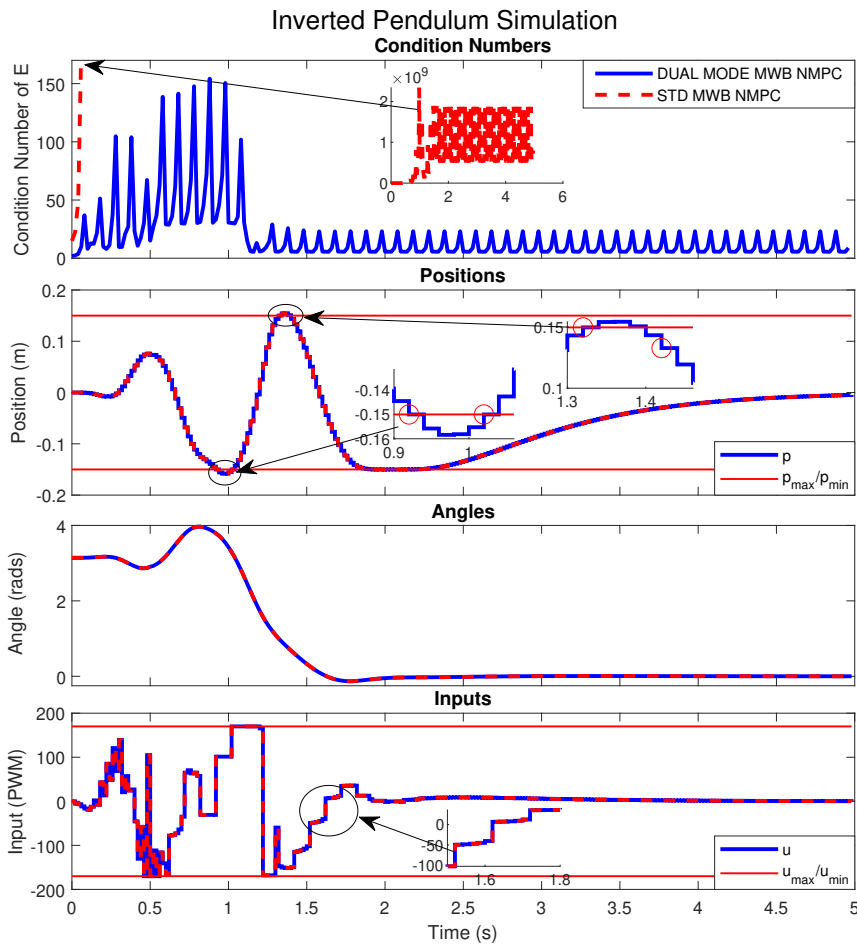 Inverted Pendulum Simulation
Condition Numbers
Condition Number of E
150
100
50
0
DUAL MODE MWB NMPC
STD MWB NMPC
×10⁹
2
1
0
0 2 4 6
Positions
Position (m)
0.2
0.1
0
-0.1
-0.2
0.15
0.1
1.3 1.4
-0.14
-0.15
-0.16
0.9 1
p
p_max/p_min
Angles
Angle (rads)
4
2
0
Inputs
Input (PWM)
200
100
0
-100
-200
0
-50
-100
1.6 1.8
u
u_max/u_min
0 0.5 1 1.5 2 2.5 3 3.5 4 4.5 5
Time (s)